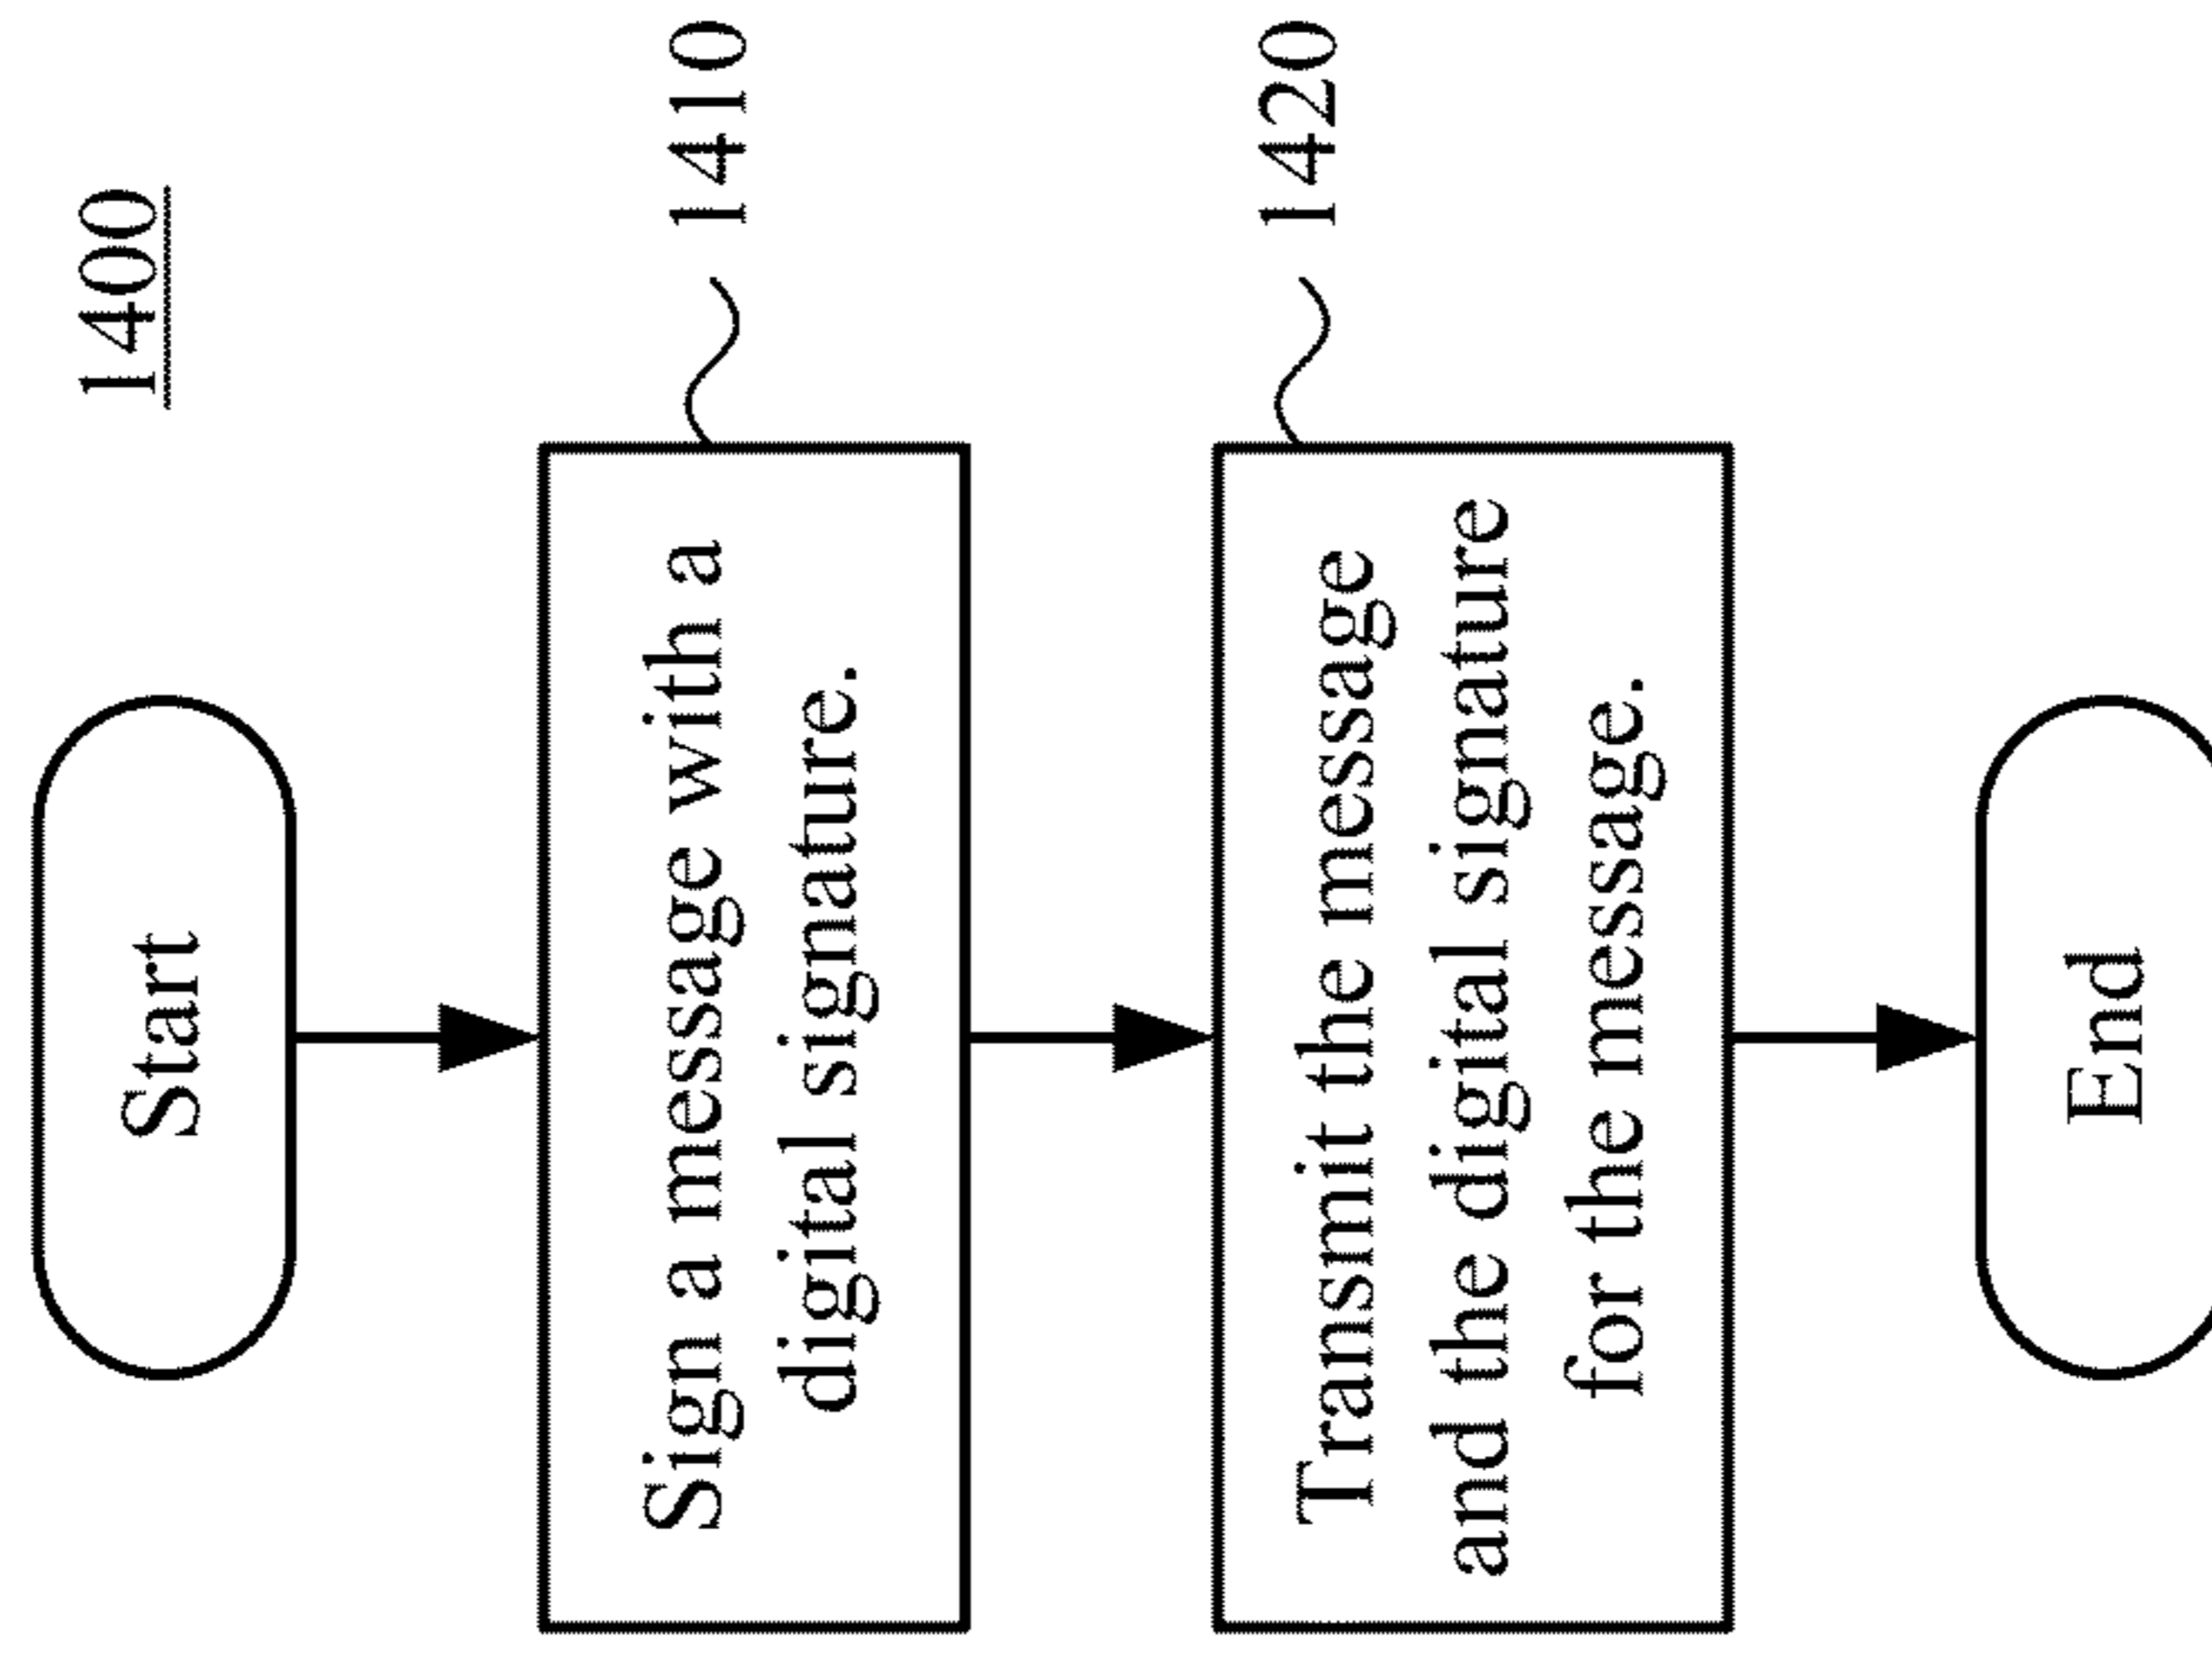 1400
Start
Sign a message with a
digital signature.
1410
Transmit the message
and the digital signature
for the message.
1420
End